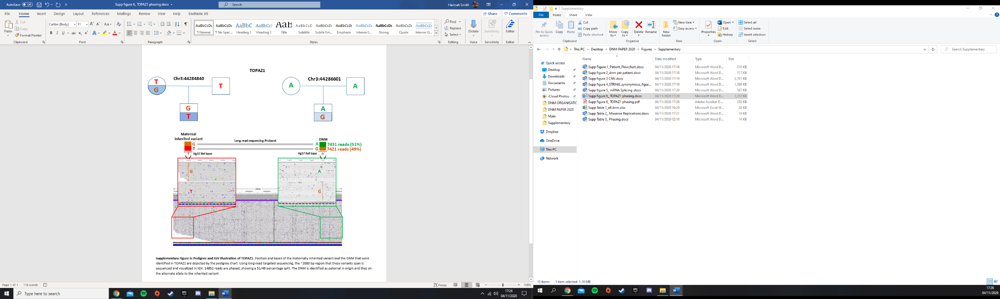 AutoSave Off
Supp figure 6_ TOPAZ1 phasing.docx
Search
Hannah Smith
File Home Insert Design Layout References Mailings Review View Help EndNote X9
Share Comments
Paste
Cut
Copy
Format Painter
Calibri (Body) 11
AaBbCcDc AaBbCcDc AaBbC AaBbCcI AaB AaBbCcD AaBbCcDi AaBbCcDi AaBbCcDi AaBbCcDc AaBbCcDi AaBbCcDi
¶ Normal ¶ No Spac... Heading 1 Heading 2 Title Subtitle Subtle Em... Emphasis Intense E... Strong Quote Intense Q...
Find
Replace
Select
Dictate
Sensitivity
Editor
Clipboard Font Paragraph Styles Editing Voice Sensitivity Editor
TOPAZ1
Chr3:44284840
Chr3:44286601
T
G
T
A
A
G
T
A
G
Maternal
inherited variant
Long-read sequencing-Proband
DNM
G
T
A 7431 reads (51%)
G 7421 reads (49%)
T Hg37 Ref base
Hg37 Ref base A
G
T
A
G
Supplementary Figure 6: Pedigree and IGV illustration of TOPAZ1. Position and bases of the maternally inherited variant and the DNM that were
identified in TOPAZ1 are depicted by the pedigree chart. Using long-read targeted sequencing, the ~2000 bp region that these variants span is
sequenced and visualized in IGV. 14852 reads are phased, showing a 51/49 percentage split. The DNM is identified as paternal in origin and thus on
the alternate allele to the inherited variant
Page 1 of 1 116 words
Focus
108%
Type here to search
17:26
04/11/2020
Supplementary
File Home Share View
Pin to Quick
access
Copy
Paste
Cut
Copy path
Paste shortcut
Move
to
Copy
to
Delete
Rename
New
folder
New item
Easy access
Properties
Open
Edit
History
Select all
Select none
Invert selection
Clipboard Organise New Open Select
This PC > Desktop > DNM PAPER 2020 > Figures > Supplementary
Search Supplementary
Quick access
Desktop
Downloads
Documents
Pictures
iCloud Photos
DNM ORGANISATIC
DNM PAPER 2020
Main
Supplementary
Dropbox
OneDrive
This PC
Network
Name Date modified Type Size
Supp Figure 1_Patient_Flowchart.docx 04/11/2020 17:18 Microsoft Word D... 210 KB
Supp figure 2_dnm per patient.docx 04/11/2020 17:18 Microsoft Word D... 117 KB
Supp figure 3 CNV.docx 04/11/2020 17:19 Microsoft Word D... 2,701 KB
Supp figure 4_STRING_synonymous_figur... 04/11/2020 17:19 Microsoft Word D... 1,008 KB
Supp figure 5_ mRNA Splicing .docx 04/11/2020 17:20 Microsoft Word D... 567 KB
Supp figure 6_ TOPAZ1 phasing.docx 04/11/2020 17:20 Microsoft Word D... 1,212 KB
Supp figure 6_ TOPAZ1 phasing.pdf 04/11/2020 17:26 Adobe Acrobat D... 353 KB
Supp Table 1_all dnm.xlsx 04/11/2020 16:20 Microsoft Excel W... 24 KB
Supp Table 2_ Missense Replications.docx 04/11/2020 17:21 Microsoft Word D... 19 KB
Supp Table 3_ Phasing.docx 04/11/2020 02:10 Microsoft Word D... 14 KB
10 items 1 item selected 1.18 MB
17:26
04/11/2020